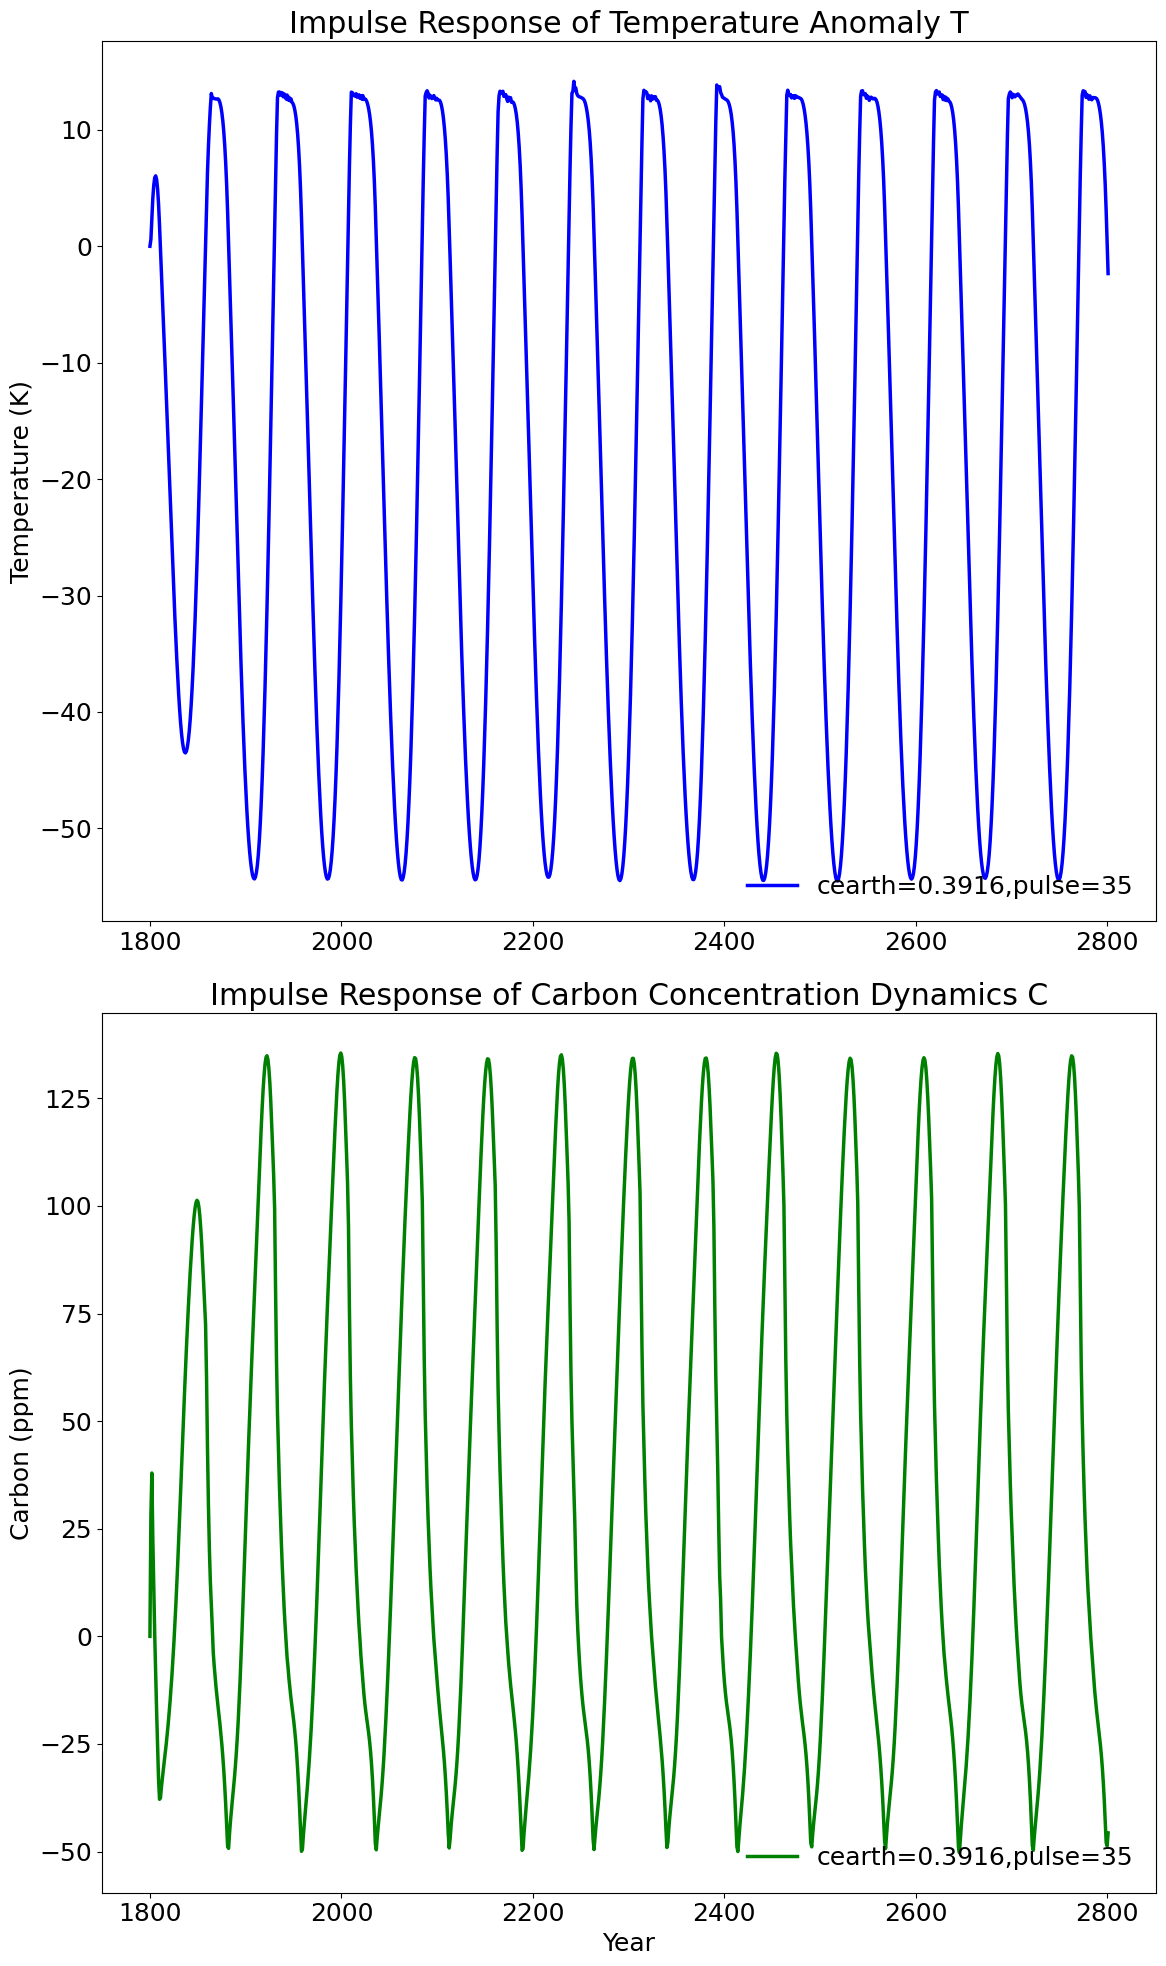 Impulse Response of Temperature Anomaly T
Temperature (K)
10
0
−10
−20
−30
−40
−50
cearth=0.3916,pulse=35
1800 2000 2200 2400 2600 2800
Impulse Response of Carbon Concentration Dynamics C
Carbon (ppm)
125
100
75
50
25
0
−25
−50
cearth=0.3916,pulse=35
1800 2000 2200 2400 2600 2800
Year